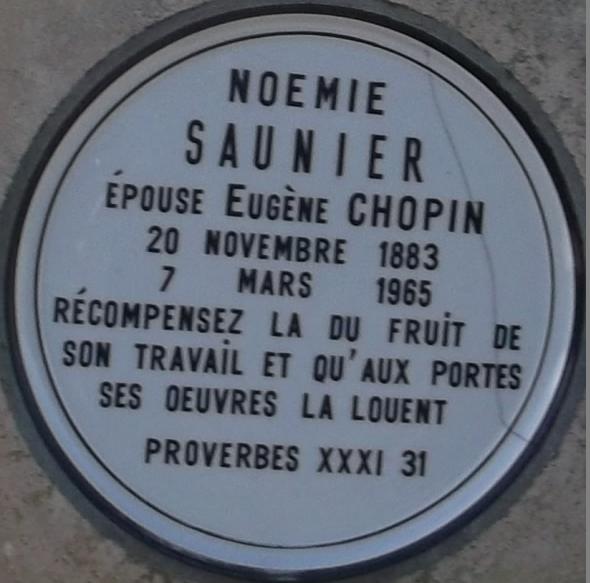 NOEMIE
SAUNIER
ÉPOUSE EUGÈNE CHOPIN
20 NOVEMBRE 1883
7 MARS 1965
RÉCOMPENSEZ LA DU FRUIT DE
SON TRAVAIL ET QU'AUX PORTES
SES OEUVRES LA LOUENT
PROVERBES XXXI 31